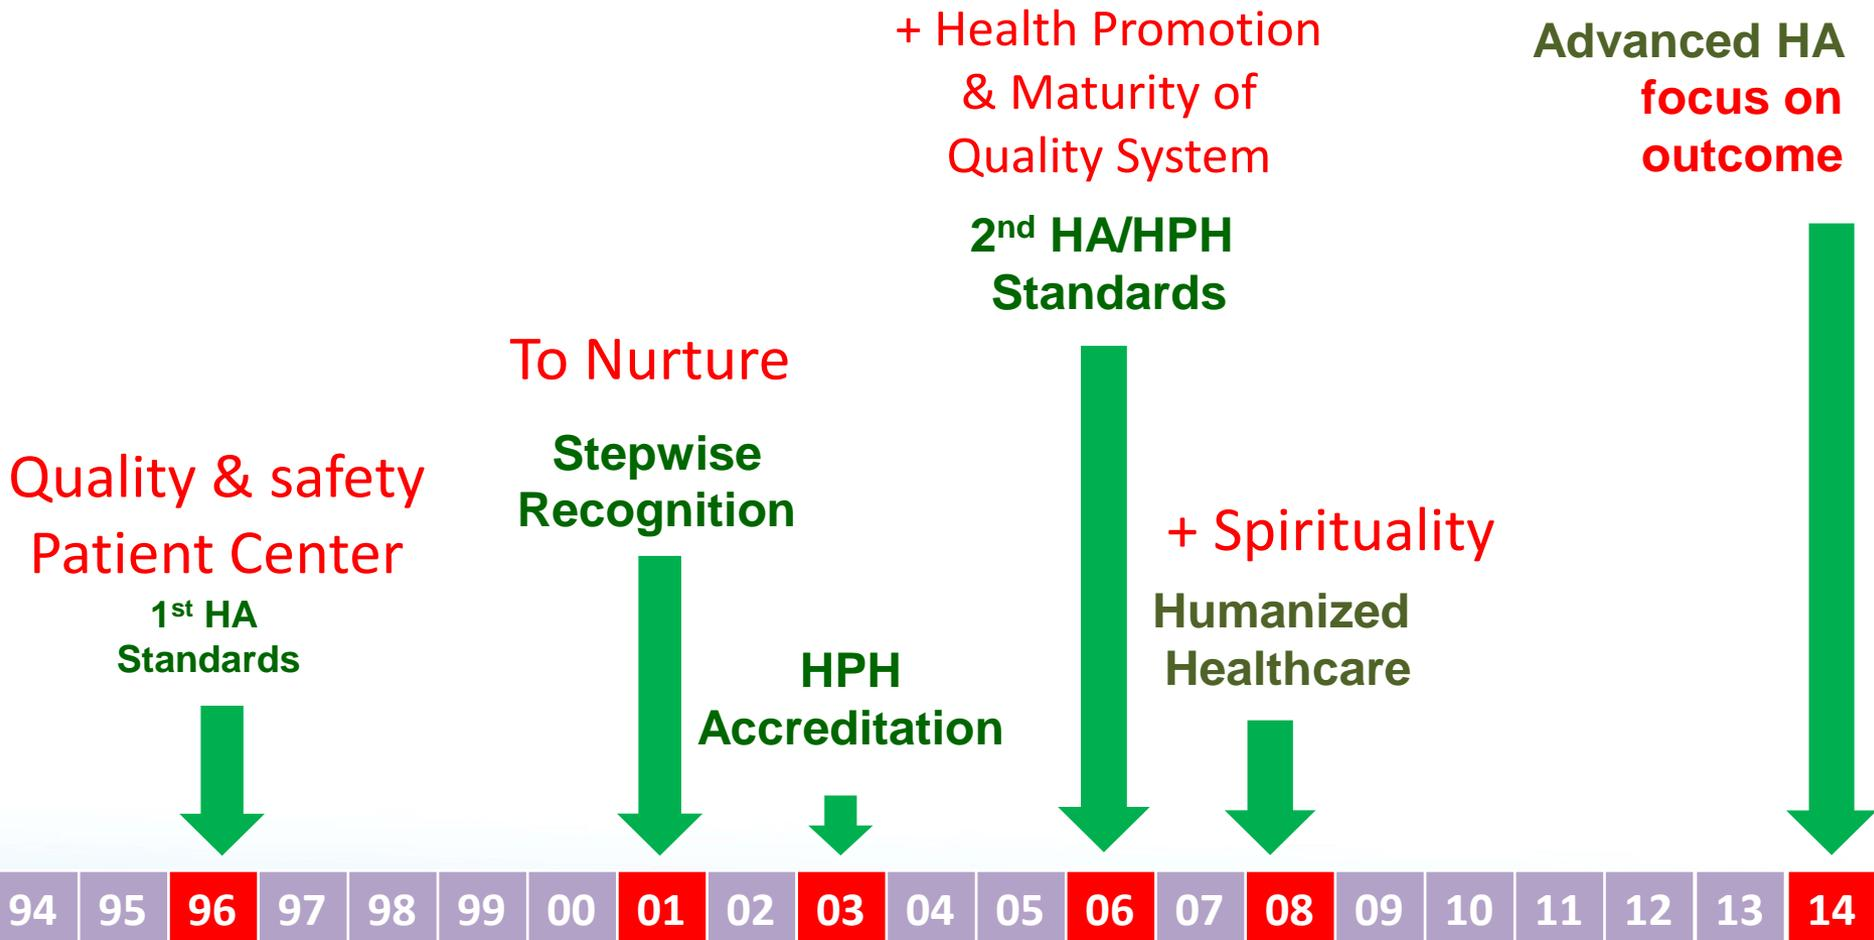 + Health Promotion
& Maturity of
Quality System
2nd HA/HPH
Standards
Advanced HA
focus on
outcome
To Nurture
Stepwise
Recognition
Quality & safety
Patient Center
1st HA
Standards
+ Spirituality
Humanized
Healthcare
HPH
Accreditation
94 95 96 97 98 99 00 01 02 03 04 05 06 07 08 09 10 11 12 13 14